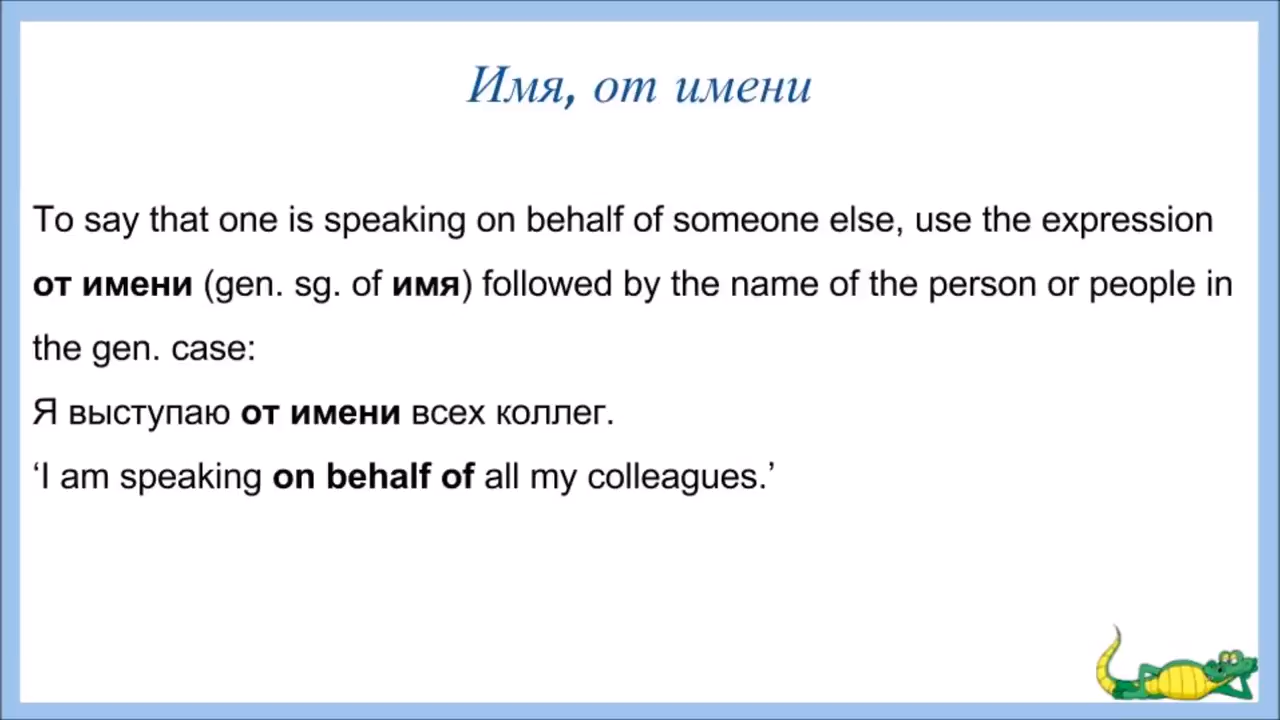 Имя, от имени
To say that one is speaking on behalf of someone else, use the expression
от имени (gen. sg. of имя) followed by the name of the person or people in
the gen. case:
Я выступаю от имени всех коллег.
‘I am speaking on behalf of all my colleagues.’